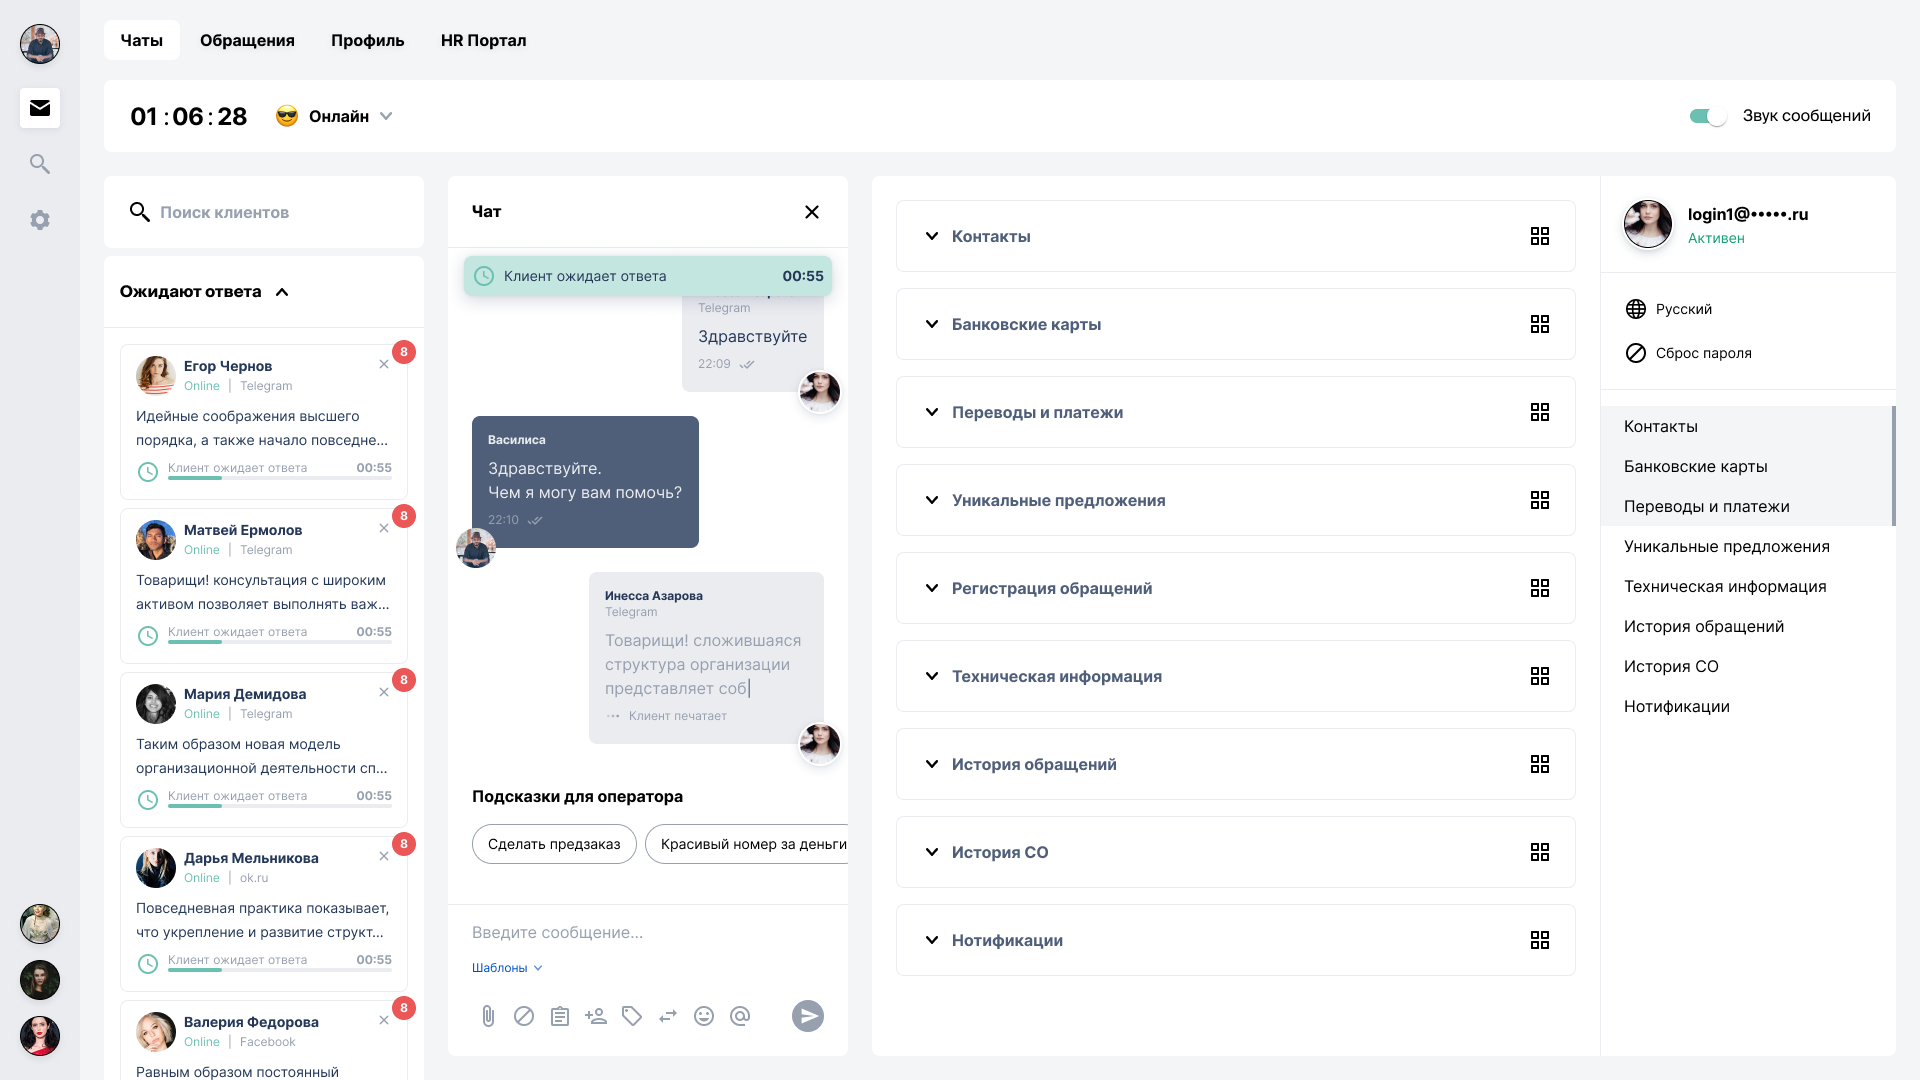 Чаты
Обращения
Профиль
HR Портал
01 : 06 : 28
Онлайн
Звук сообщений
Поиск клиентов
Ожидают ответа
8
Егор Чернов
Online | Telegram
Идейные соображения высшего
порядка, а также начало повседне...
Клиент ожидает ответа 00:55
8
Матвей Ермолов
Online | Telegram
Товарищи! консультация с широким
активом позволяет выполнять важ...
Клиент ожидает ответа 00:55
8
Мария Демидова
Online | Telegram
Таким образом новая модель
организационной деятельности сп...
Клиент ожидает ответа 00:55
8
Дарья Мельникова
Online | ok.ru
Повседневная практика показывает,
что укрепление и развитие структ...
Клиент ожидает ответа 00:55
8
Валерия Федорова
Online | Facebook
Равным образом постоянный
Чат
Клиент ожидает ответа 00:55
Telegram
Здравствуйте
22:09
Василиса
Здравствуйте.
Чем я могу вам помочь?
22:10
Инесса Азарова
Telegram
Товарищи! сложившаяся
структура организации
представляет соб
Клиент печатает
Подсказки для оператора
Сделать предзаказ
Красивый номер за деньги
Введите сообщение...
Шаблоны
Контакты
Банковские карты
Переводы и платежи
Уникальные предложения
Регистрация обращений
Техническая информация
История обращений
История СО
Нотификации
login1@•••••.ru
Активен
Русский
Сброс пароля
Контакты
Банковские карты
Переводы и платежи
Уникальные предложения
Техническая информация
История обращений
История СО
Нотификации